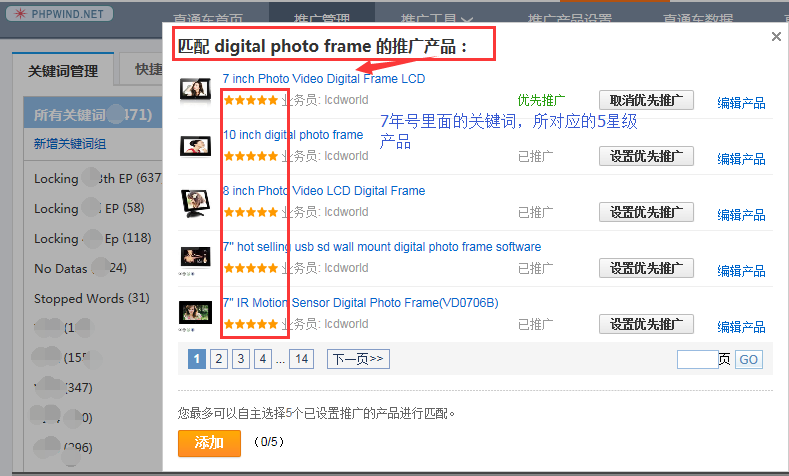 PHPWIND.NET
直通车首页 推广管理 推广工具 推广产品设置 直通车数据
匹配 digital photo frame 的推广产品：
关键词管理 快捷
7 inch Photo Video Digital Frame LCD
业务员: lcdworld 优先推广 取消优先推广 编辑产品
所有关键词 471)
7年号里面的关键词，所对应的5星级
产品
新增关键词组
10 inch digital photo frame
业务员: lcdworld 已推广 设置优先推广 编辑产品
Locking 8th EP (637
8 inch Photo Video LCD Digital Frame
Locking EP (58)
业务员: lcdworld 已推广 设置优先推广 编辑产品
Locking Ep (118)
7" hot selling usb sd wall mount digital photo frame software
No Datas 24)
业务员: lcdworld 已推广 设置优先推广 编辑产品
Stopped Words (31)
7" IR Motion Sensor Digital Photo Frame(VD0706B)
业务员: lcdworld 已推广 设置优先推广 编辑产品
(1
(155
1 2 3 4 ... 14 下一页>> 页 GO
(347)
0)
您最多可以自主选择5个已设置推广的产品进行匹配。
(296)
添加 (0/5)